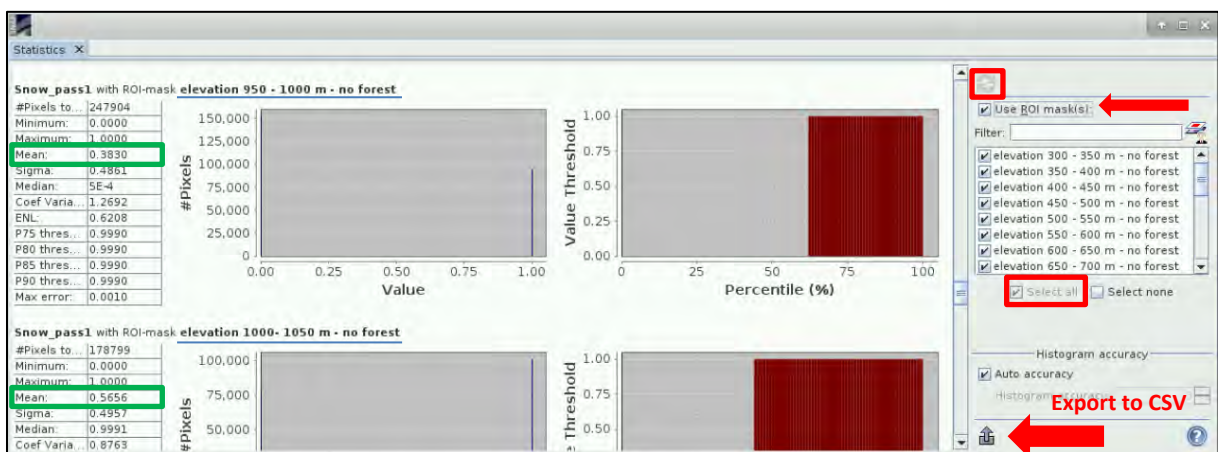 Statistics X
Snow_pass1 with ROI-mask elevation 950 - 1000 m - no forest
#Pixels to... 247904
Minimum: 0.0000
Maximum: 1.0000
Mean: 0.3830
Sigma: 0.4861
Median: 5E-4
Coef Varia... 1.2692
ENL: 0.6208
P75 thres... 0.9990
P80 thres... 0.9990
P85 thres... 0.9990
P90 thres... 0.9990
Max error: 0.0010
#Pixels
150,000
125,000
100,000
75,000
50,000
25,000
0
0.00 0.25 0.50 0.75 1.00
Value
Value Threshold
1.00
0.75
0.50
0.25
0.00
0 25 50 75 100
Percentile (%)
Snow_pass1 with ROI-mask elevation 1000- 1050 m - no forest
#Pixels to... 178799
Minimum: 0.0000
Maximum: 1.0000
Mean: 0.5656
Sigma: 0.4957
Median: 0.9991
Coef Varia... 0.8763
#Pixels
100,000
75,000
50,000
Threshold
1.00
0.75
0.50
Use ROI mask(s):
Filter:
elevation 300 - 350 m - no forest
elevation 350 - 400 m - no forest
elevation 400 - 450 m - no forest
elevation 450 - 500 m - no forest
elevation 500 - 550 m - no forest
elevation 550 - 600 m - no forest
elevation 600 - 650 m - no forest
elevation 650 - 700 m - no forest
Select all Select none
Histogram accuracy
Auto accuracy
Histogram accuracy:
Export to CSV